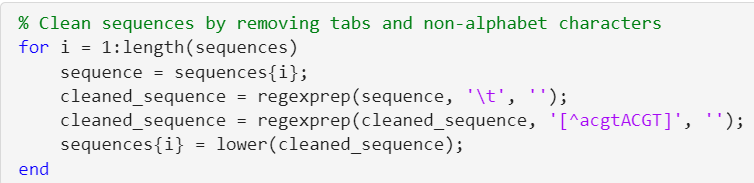 % Clean sequences by removing tabs and non-alphabet characters
for i = 1:length(sequences)
    sequence = sequences{i};
    cleaned_sequence = regexprep(sequence, '\t', '');
    cleaned_sequence = regexprep(cleaned_sequence, '[^acgtACGT]', '');
    sequences{i} = lower(cleaned_sequence);
end